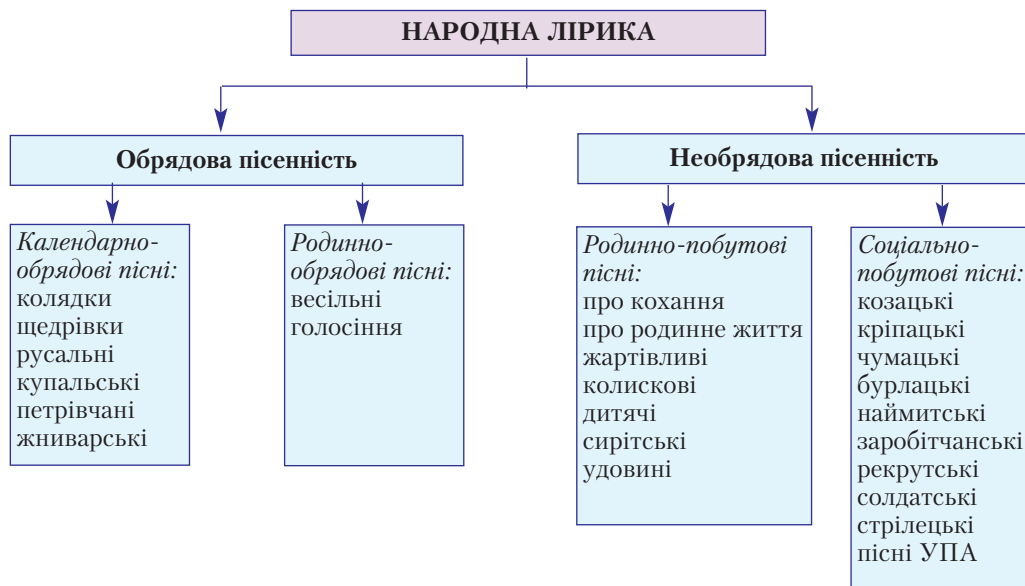 НАРОДНА ЛІРИКА
Обрядова пісенність
Необрядова пісенність
Календарно-
обрядові пісні:
колядки
щедрівки
русальні
купальські
петрівчані
жниварські
Родинно-
обрядові пісні:
весільні
голосіння
Родинно-побутові
пісні:
про кохання
про родинне життя
жартівливі
колискові
дитячі
сирітські
удовині
Соціально-
побутові пісні:
козацькі
кріпацькі
чумацькі
бурлацькі
наймитські
заробітчанські
рекрутські
солдатські
стрілецькі
пісні УПА